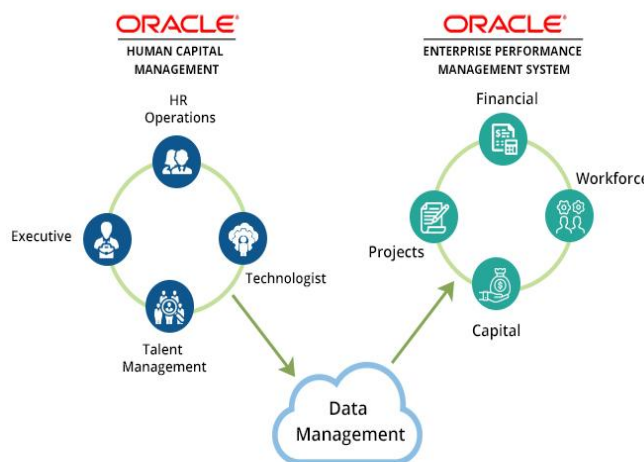 ORACLE
HUMAN CAPITAL
MANAGEMENT
HR
Operations
Executive
Technologist
Talent
Management
ORACLE
ENTERPRISE PERFORMANCE
MANAGEMENT SYSTEM
Financial
Workforce
Projects
Capital
Data
Management